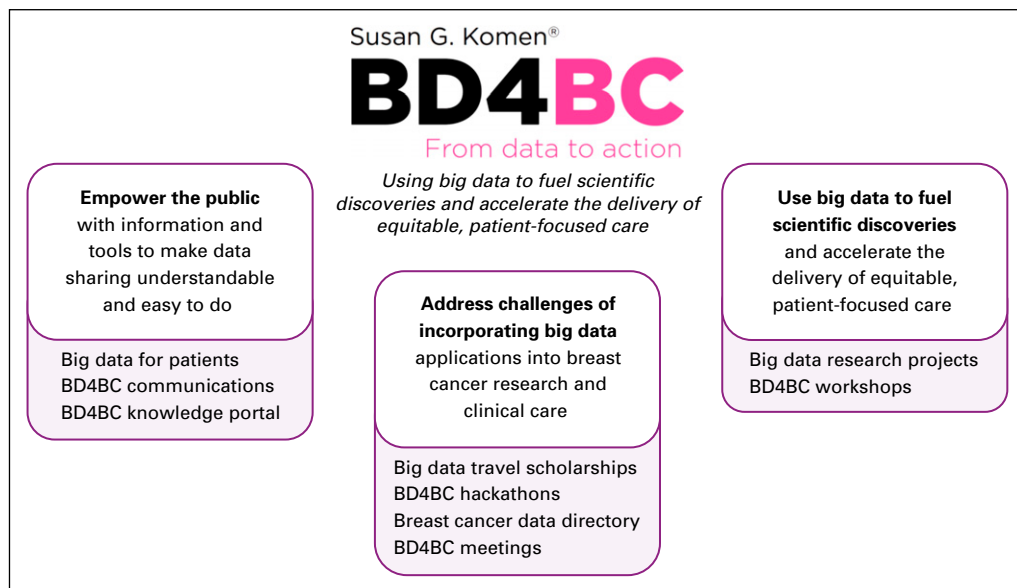 Susan G. Komen®
BD4BC
From data to action
Using big data to fuel scientific
discoveries and accelerate the delivery of
equitable, patient-focused care
Empower the public
with information and
tools to make data
sharing understandable
and easy to do
Big data for patients
BD4BC communications
BD4BC knowledge portal
Address challenges of
incorporating big data
applications into breast
cancer research and
clinical care
Big data travel scholarships
BD4BC hackathons
Breast cancer data directory
BD4BC meetings
Use big data to fuel
scientific discoveries
and accelerate the
delivery of equitable,
patient-focused care
Big data research projects
BD4BC workshops